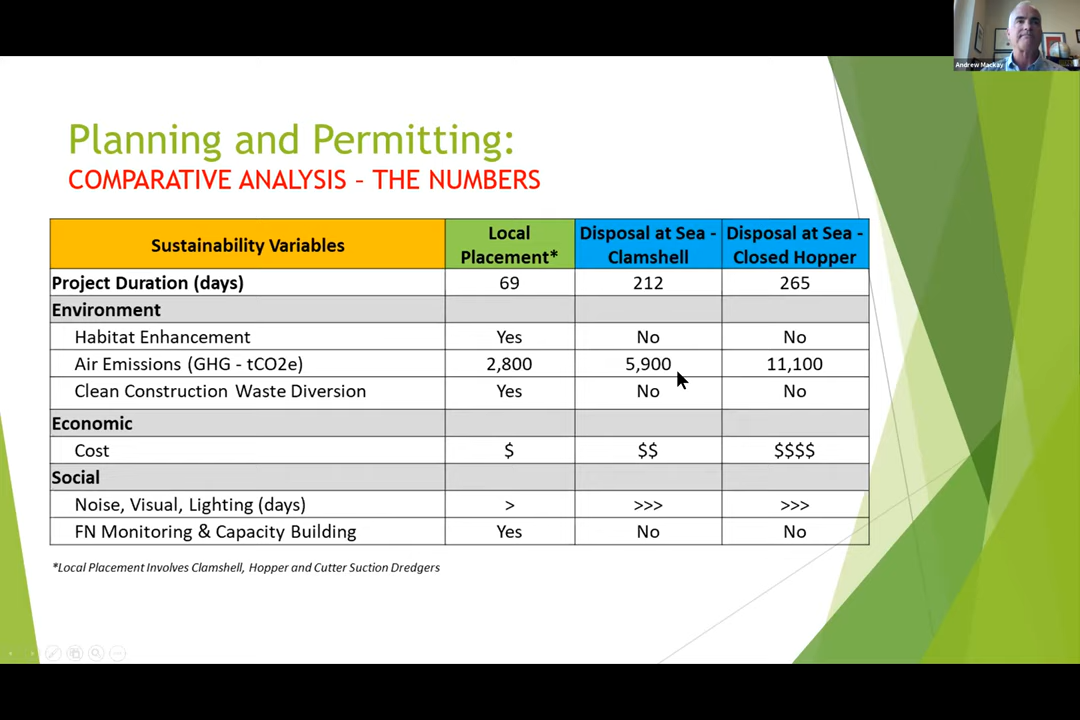 Andrew Mackay
Planning and Permitting:
COMPARATIVE ANALYSIS – THE NUMBERS
Sustainability Variables Local Placement* Disposal at Sea - Clamshell Disposal at Sea - Closed Hopper
Project Duration (days) 69 212 265
Environment
Habitat Enhancement Yes No No
Air Emissions (GHG - tCO2e) 2,800 5,900 11,100
Clean Construction Waste Diversion Yes No No
Economic
Cost $ $$ $$$$
Social
Noise, Visual, Lighting (days) > >>> >>>
FN Monitoring & Capacity Building Yes No No
*Local Placement Involves Clamshell, Hopper and Cutter Suction Dredgers